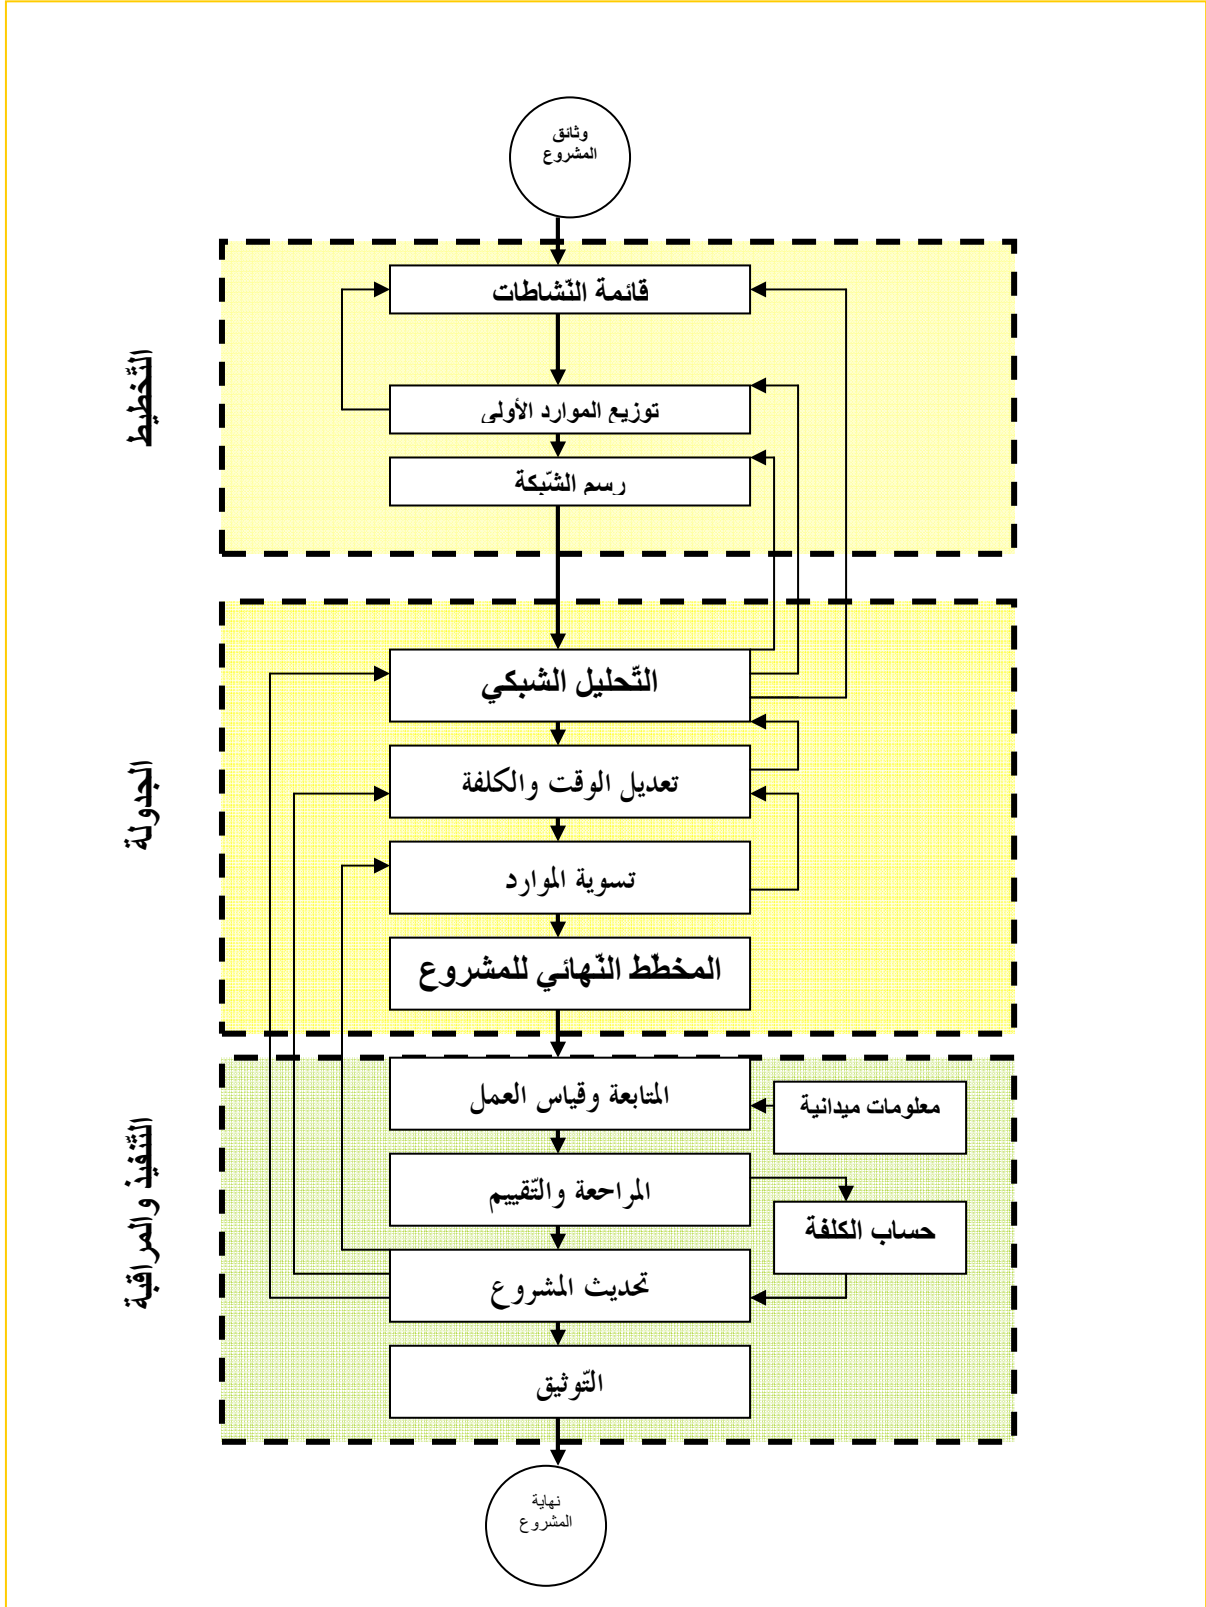 وثائق
المشروع
التّخطيط
قائمة النّشاطات
توزيع الموارد الأولى
رسم الشّبكة
الجدولة
التّحليل الشبكي
تعديل الوقت والكلفة
تسوية الموارد
المخطّط النّهائي للمشروع
التّنفيذ والمراقبة
المتابعة وقياس العمل
معلومات ميدانية
المراحعة والتّقييم
حساب الكلفة
تحديث المشروع
التّوثيق
نهاية
المشروع